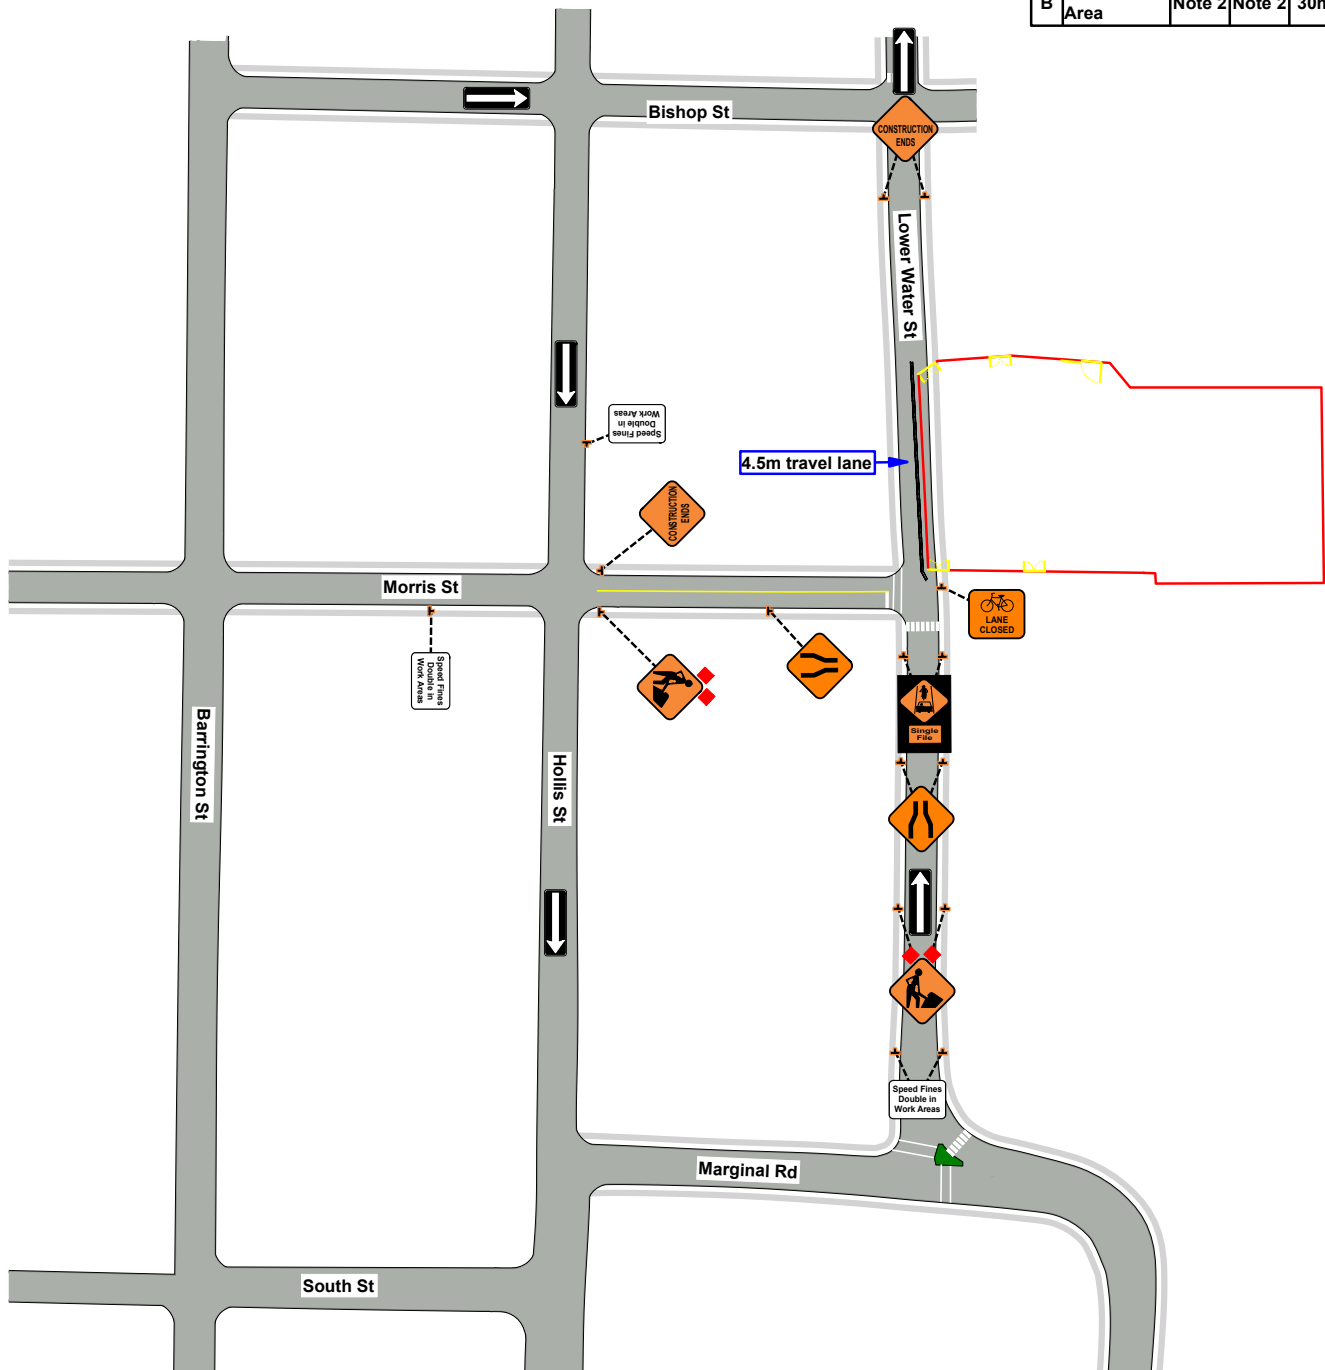 B
Area
Note 2
Note 2
Bishop St
CONSTRUCTION
ENDS
Lower Water St
Speed Fines
Double in
Work Areas
4.5m travel lane
CONSTRUCTION
ENDS
Morris St
LANE
CLOSED
Speed Fines
Double in
Work Areas
Single
File
Barrington St
Hollis St
Speed Fines
Double in
Work Areas
Marginal Rd
South St